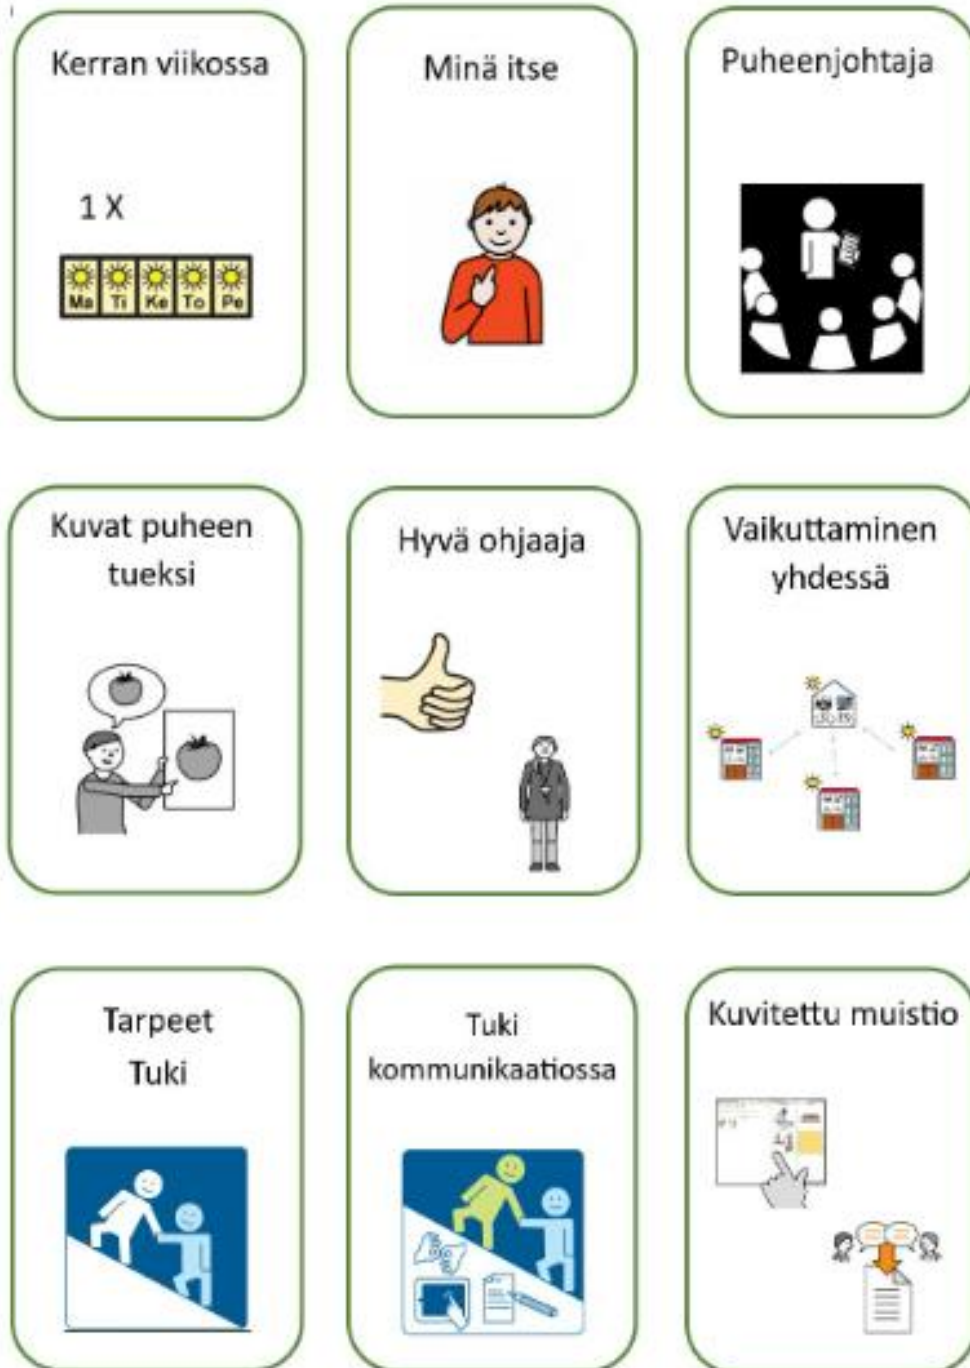 Kerran viikossa
1 X
Ma Ti Ke To Pe
Minä itse
Puheenjohtaja
Kuvat puheen
tueksi
Hyvä ohjaaja
Vaikuttaminen
yhdessä
Tarpeet
Tuki
Tuki
kommunikaatiossa
Kuvitettu muistio